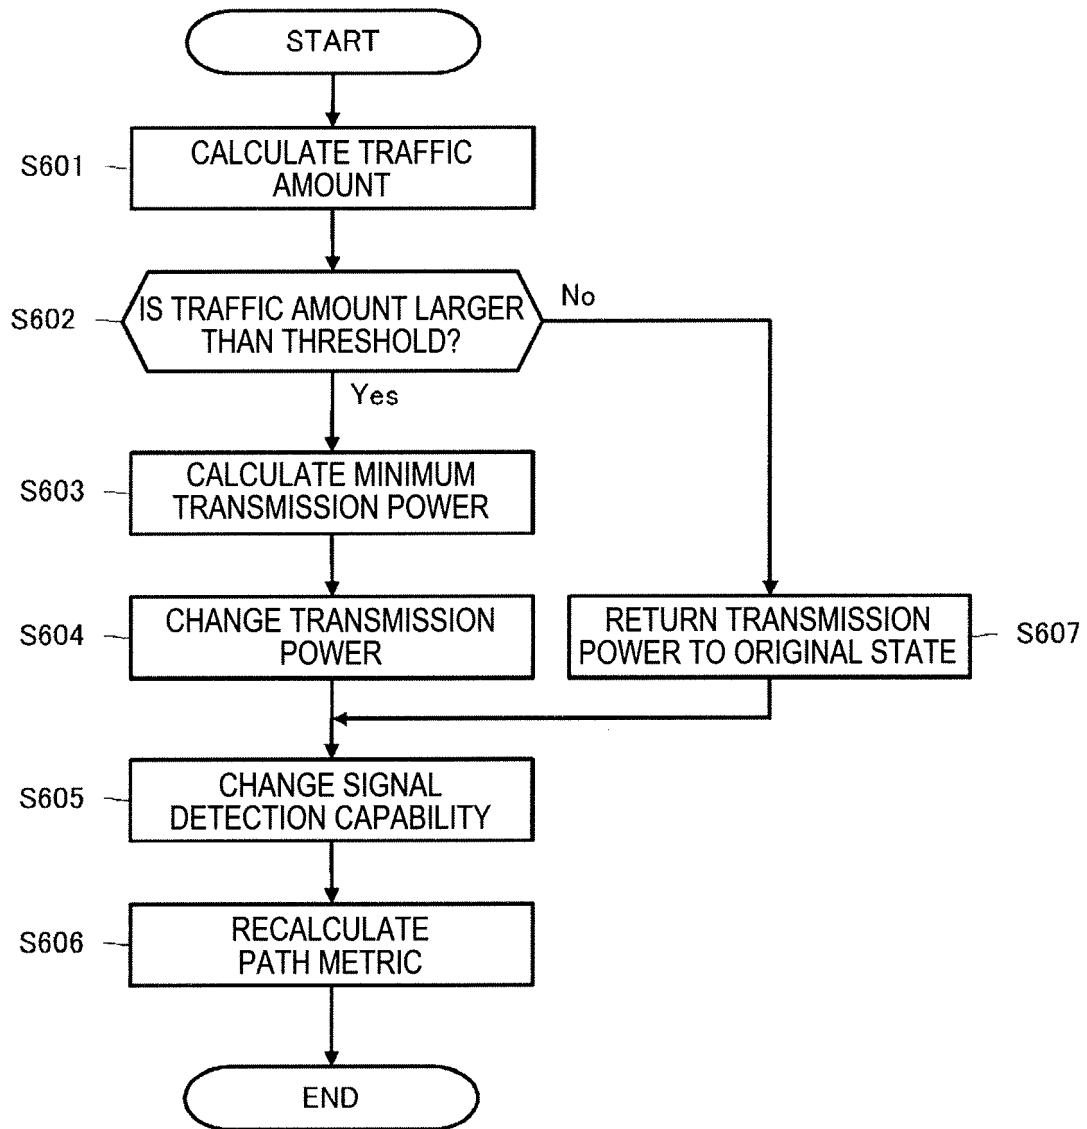 START
S601
CALCULATE TRAFFIC
AMOUNT
S602
IS TRAFFIC AMOUNT LARGER
THAN THRESHOLD?
No
Yes
S603
CALCULATE MINIMUM
TRANSMISSION POWER
S604
CHANGE TRANSMISSION
POWER
RETURN TRANSMISSION
POWER TO ORIGINAL STATE
S607
S605
CHANGE SIGNAL
DETECTION CAPABILITY
S606
RECALCULATE
PATH METRIC
END